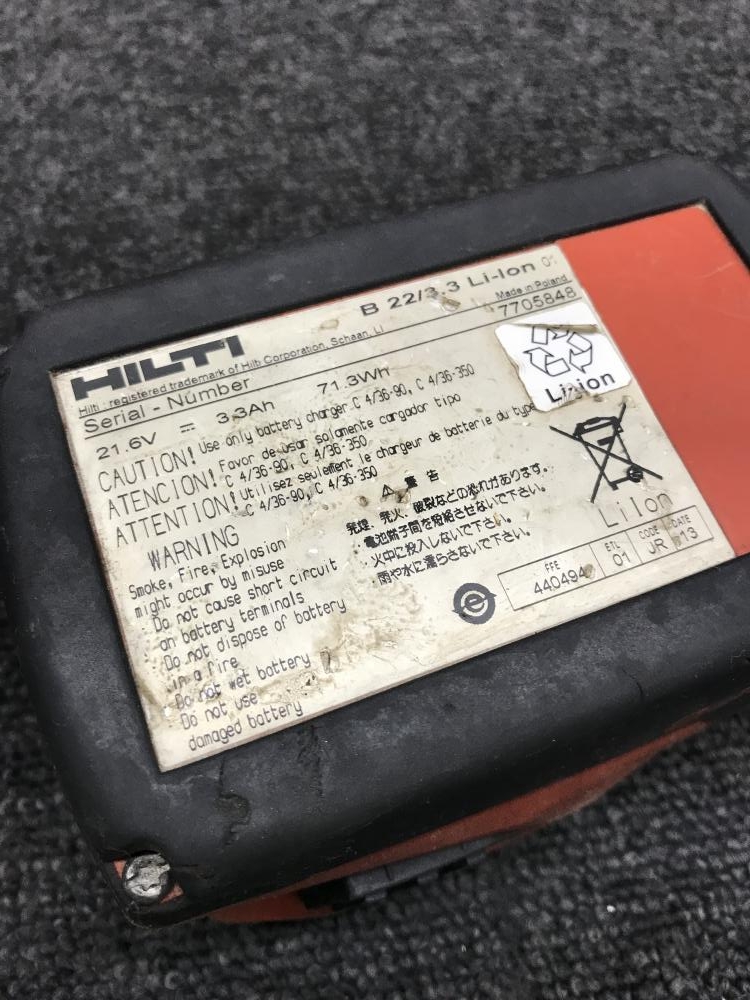 HILTI
B 22/3.3 Li-Ion 01
Made in Poland
Hilti : registered trademark of Hilti Corporation, Schaan, LI
Serial - Number
7705848
21.6V ⎓ 3.3Ah 71.3Wh
CAUTION! Use only battery charger C 4/36-90, C 4/36-350
ATENCION! Favor de usar solamente cargador tipo
C 4/36-90, C 4/36-350
ATTENTION! Utilisez seulement le chargeur de batterie du type
C 4/36-90, C 4/36-350
Li-ion
Li Ion
WARNING
Smoke, Fire, Explosion
might occur by misuse
Do not cause short circuit
on battery terminals
Do not dispose of battery
in a fire
Do not wet battery
Do not use
damaged battery
⚠ 警 告
発煙、発火、破裂などの恐れがあります。
・電池端子間を短絡させないで下さい。
・火中に投入しないで下さい。
・雨や水に濡らさないで下さい。
FFE ETL CODE DATE
440494 01 JR 13